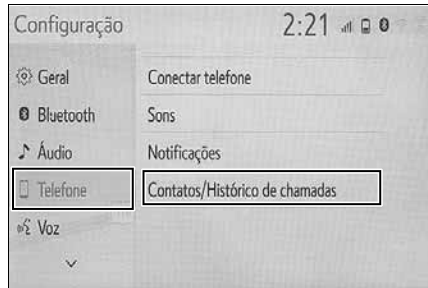 Configuração 2:21
Geral Conectar telefone
Bluetooth Sons
Áudio Notificações
Telefone Contatos/Histórico de chamadas
Voz